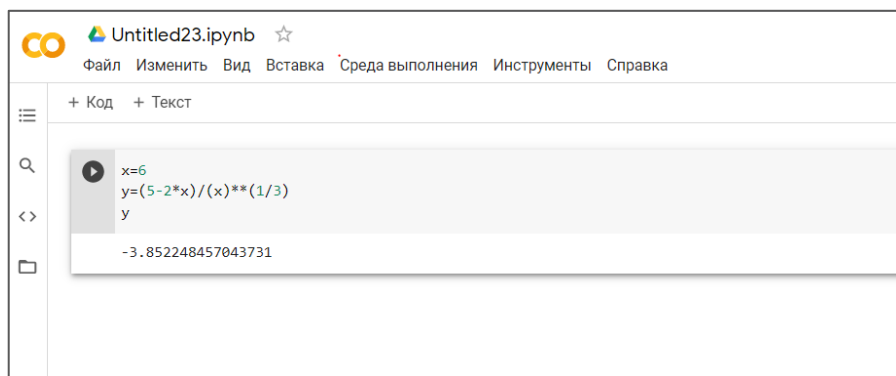 Untitled23.ipynb
Файл Изменить Вид Вставка Среда выполнения Инструменты Справка
+ Код + Текст
x=6
y=(5-2*x)/(x)**(1/3)
y
-3.852248457043731